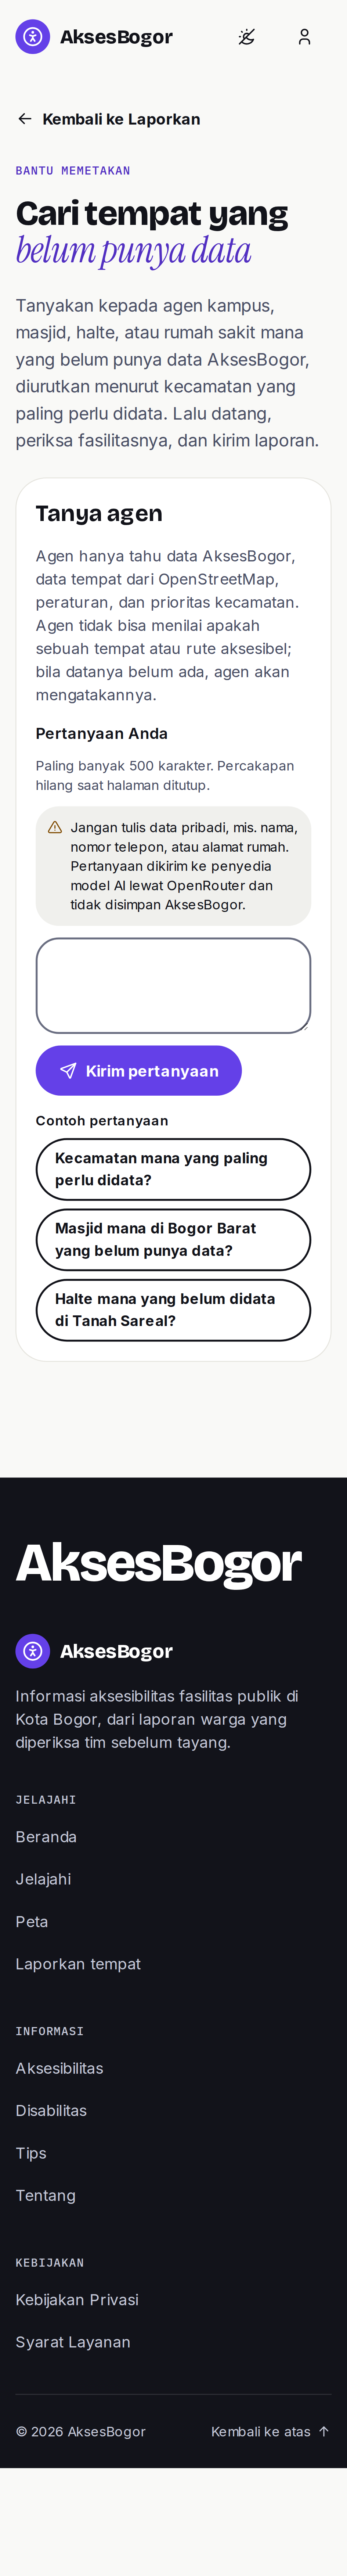 AksesBogor
Kembali ke Laporkan
BANTU MEMETAKAN
Cari tempat yang
belum punya data
Tanyakan kepada agen kampus,
masjid, halte, atau rumah sakit mana
yang belum punya data AksesBogor,
diurutkan menurut kecamatan yang
paling perlu didata. Lalu datang,
periksa fasilitasnya, dan kirim laporan.
Tanya agen
Agen hanya tahu data AksesBogor,
data tempat dari OpenStreetMap,
peraturan, dan prioritas kecamatan.
Agen tidak bisa menilai apakah
sebuah tempat atau rute aksesibel;
bila datanya belum ada, agen akan
mengatakannya.
Pertanyaan Anda
Paling banyak 500 karakter. Percakapan
hilang saat halaman ditutup.
Jangan tulis data pribadi, mis. nama,
nomor telepon, atau alamat rumah.
Pertanyaan dikirim ke penyedia
model AI lewat OpenRouter dan
tidak disimpan AksesBogor.
Kirim pertanyaan
Contoh pertanyaan
Kecamatan mana yang paling
perlu didata?
Masjid mana di Bogor Barat
yang belum punya data?
Halte mana yang belum didata
di Tanah Sareal?
AksesBogor
AksesBogor
Informasi aksesibilitas fasilitas publik di
Kota Bogor, dari laporan warga yang
diperiksa tim sebelum tayang.
JELAJAHI
Beranda
Jelajahi
Peta
Laporkan tempat
INFORMASI
Aksesibilitas
Disabilitas
Tips
Tentang
KEBIJAKAN
Kebijakan Privasi
Syarat Layanan
© 2026 AksesBogor
Kembali ke atas ↑